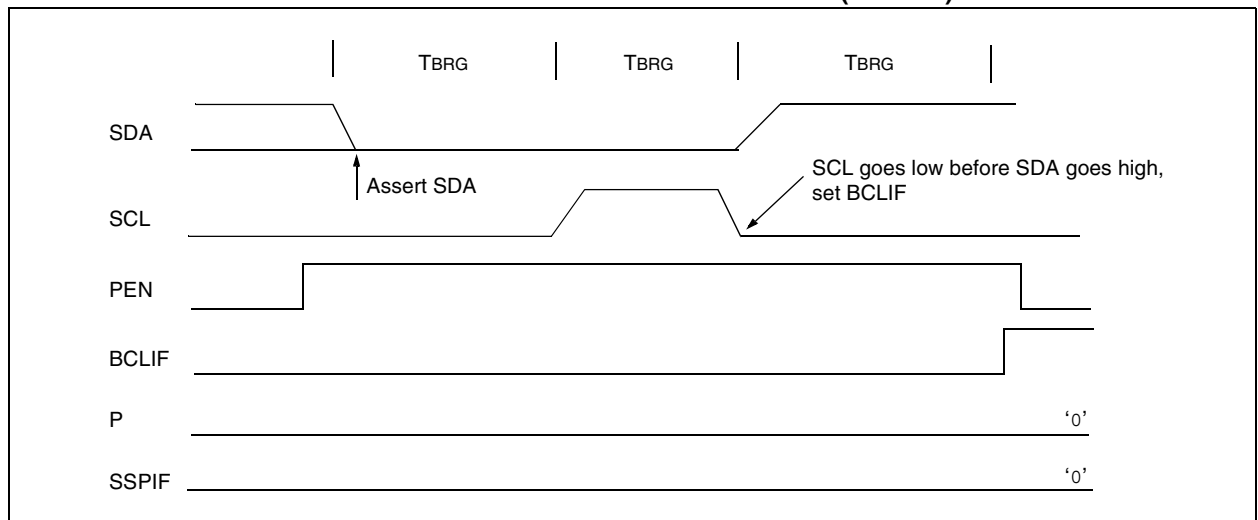 TBRG TBRG TBRG
SDA
Assert SDA
SCL goes low before SDA goes high,
set BCLIF
SCL
PEN
BCLIF
P
‘0’
SSPIF
‘0’